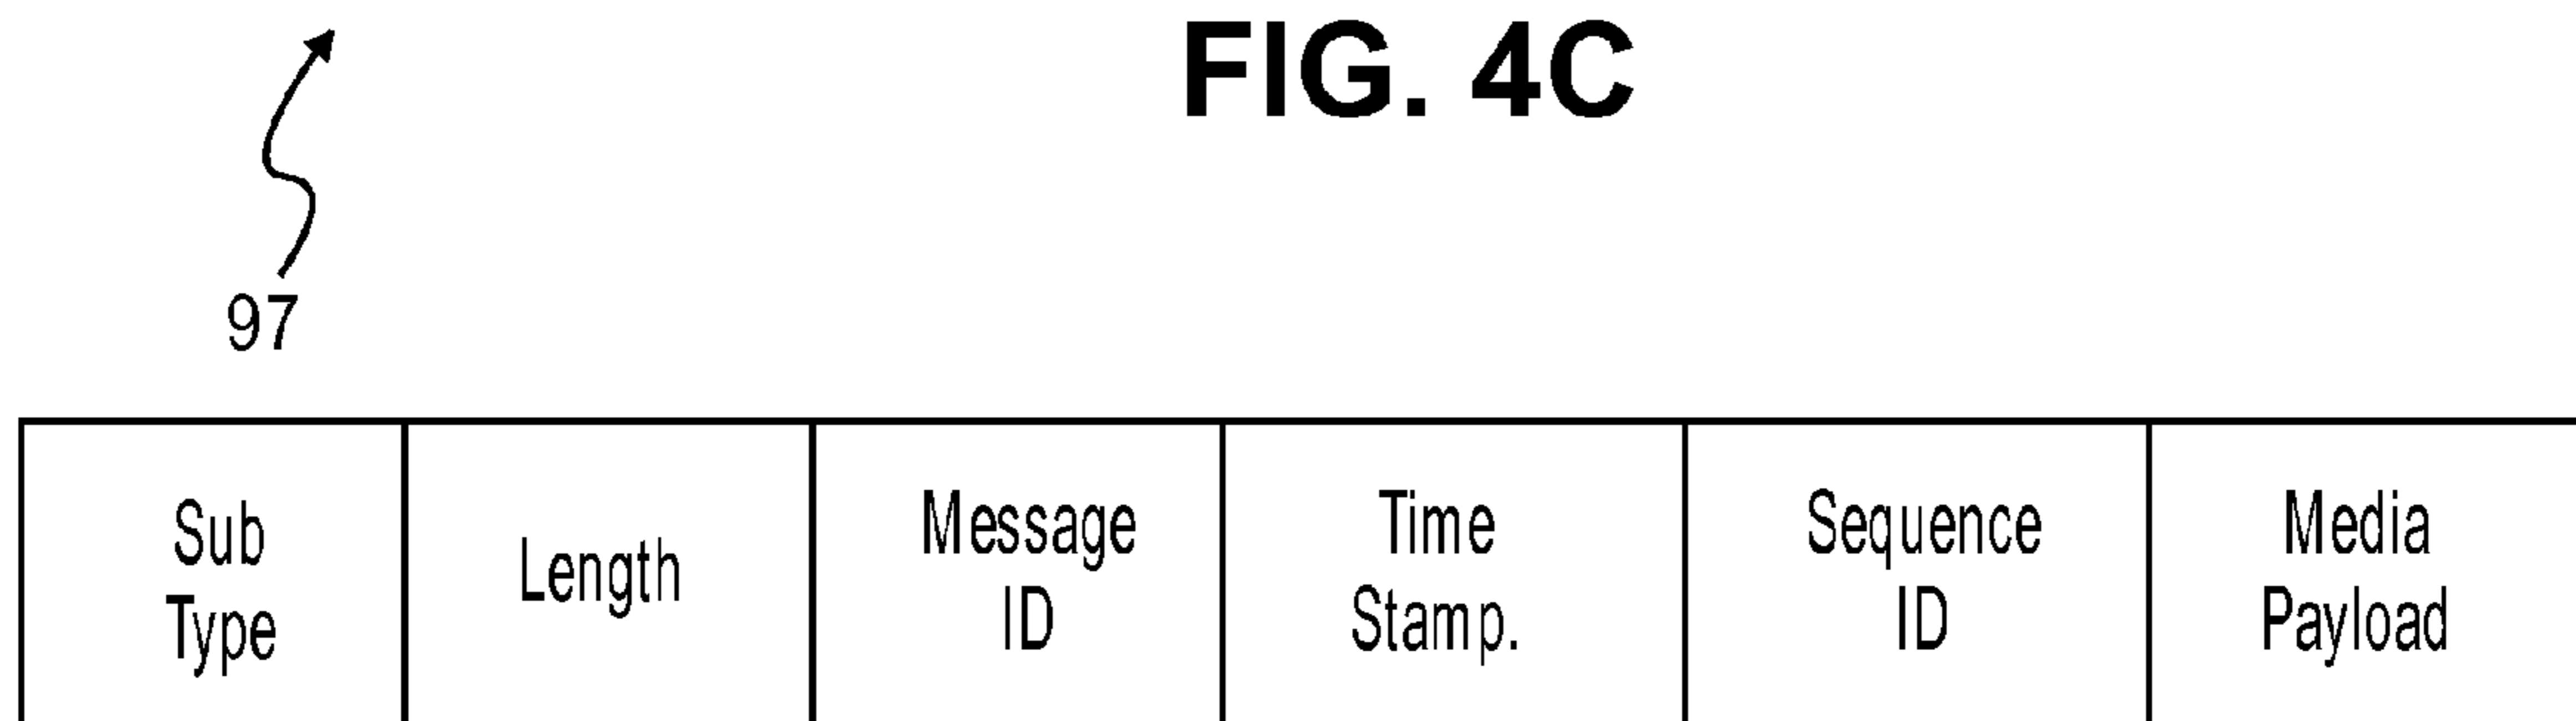 FIG. 4C
97
Sub
Type
Length
Message
ID
Time
Stamp.
Sequence
ID
Media
Payload